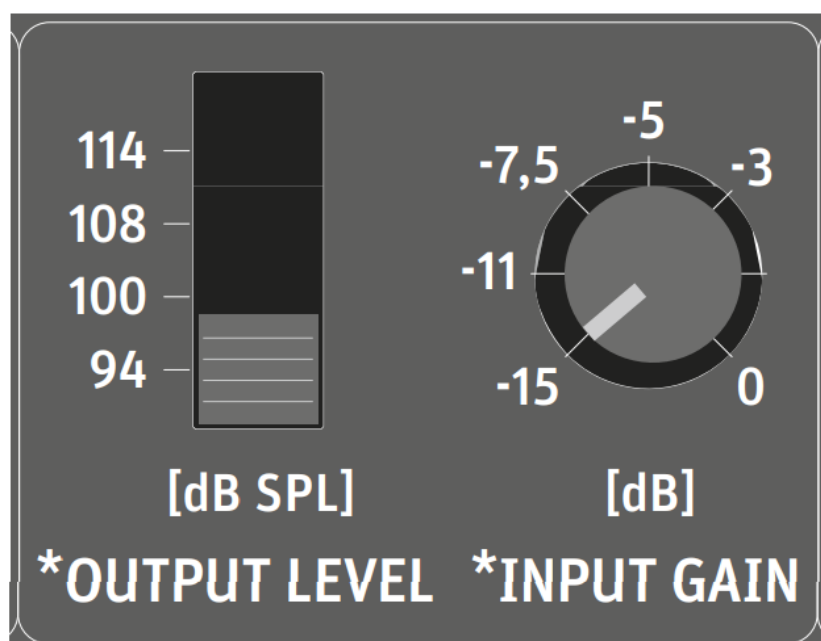 114
108
100
94
[dB SPL]
*OUTPUT LEVEL
-5
-7,5
-3
-11
-15
0
[dB]
*INPUT GAIN